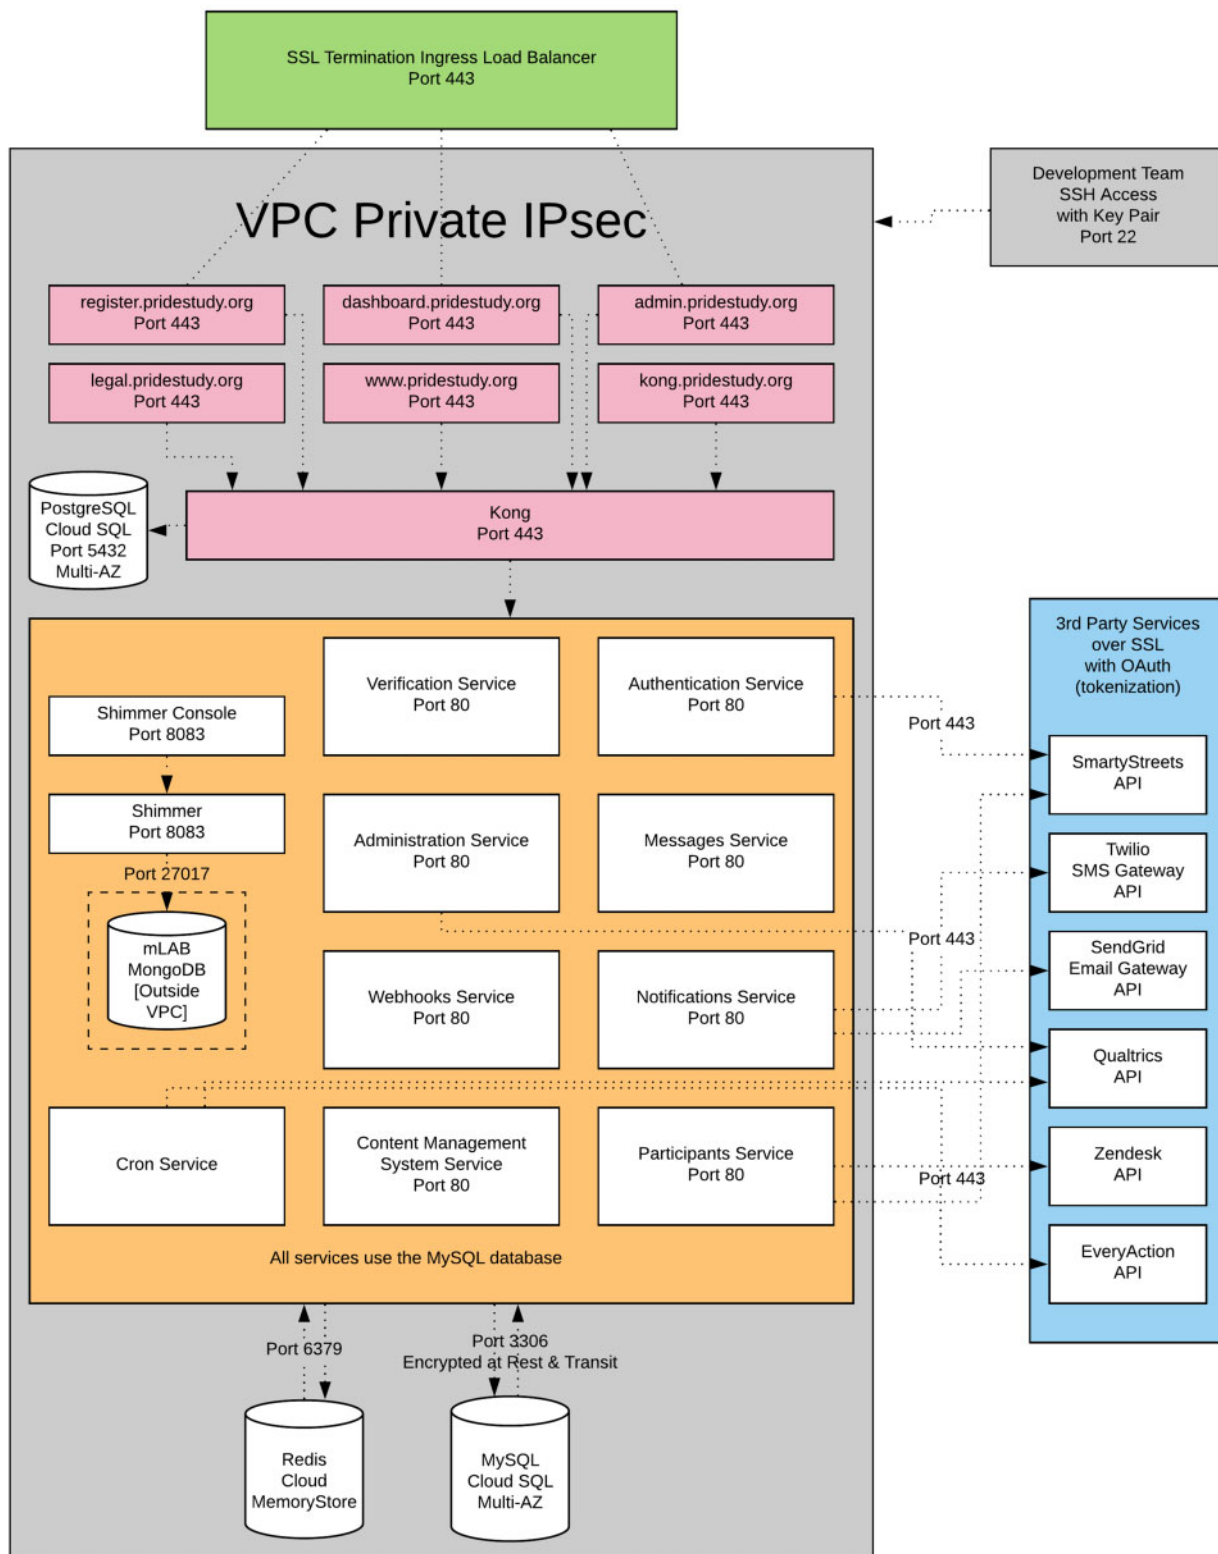 SSL Termination Ingress Load Balancer
Port 443
VPC Private IPsec
Development Team
SSH Access
with Key Pair
Port 22
register.pridestudy.org
Port 443
dashboard.pridestudy.org
Port 443
admin.pridestudy.org
Port 443
legal.pridestudy.org
Port 443
www.pridestudy.org
Port 443
kong.pridestudy.org
Port 443
PostgreSQL
Cloud SQL
Port 5432
Multi-AZ
Kong
Port 443
3rd Party Services
over SSL
with OAuth
(tokenization)
Shimmer Console
Port 8083
Verification Service
Port 80
Authentication Service
Port 80
Port 443
SmartyStreets
API
Shimmer
Port 8083
Administration Service
Port 80
Messages Service
Port 80
Twilio
SMS Gateway
API
Port 27017
Port 443
mLAB
MongoDB
[Outside
VPC]
Webhooks Service
Port 80
Notifications Service
Port 80
SendGrid
Email Gateway
API
Qualtrics
API
Cron Service
Content Management
System Service
Port 80
Participants Service
Port 80
Port 443
Zendesk
API
All services use the MySQL database
EveryAction
API
Port 6379
Port 3306
Encrypted at Rest & Transit
Redis
Cloud
MemoryStore
MySQL
Cloud SQL
Multi-AZ